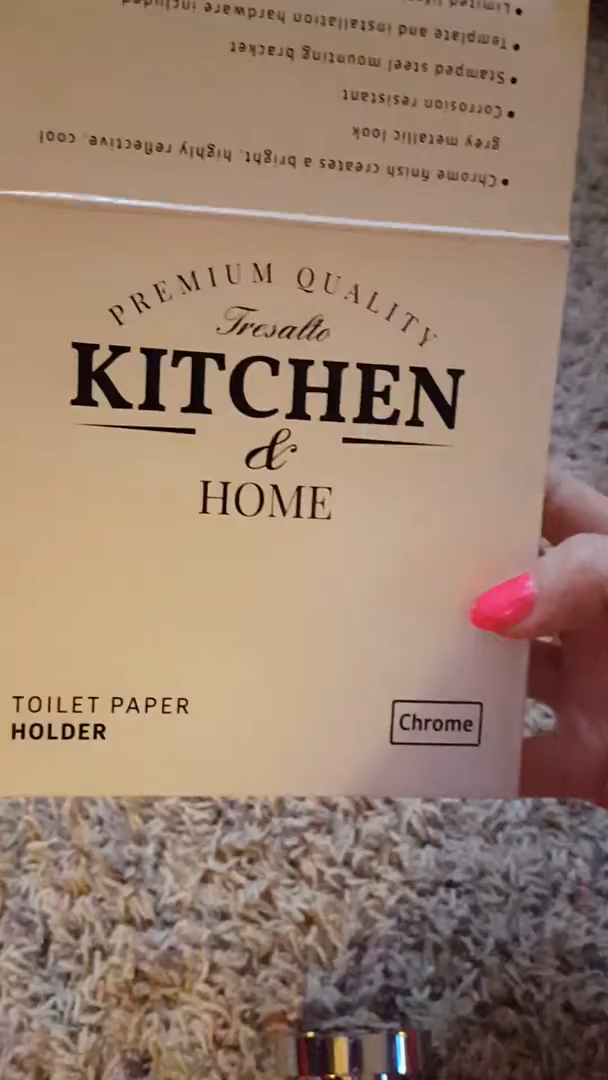 • Chrome finish creates a bright, highly reflective, cool
grey metallic look
• Corrosion resistant
• Stamped steel mounting bracket
• Template and installation hardware included
• Limited
PREMIUM QUALITY
Tresalto
KITCHEN
&
HOME
TOILET PAPER
HOLDER
Chrome